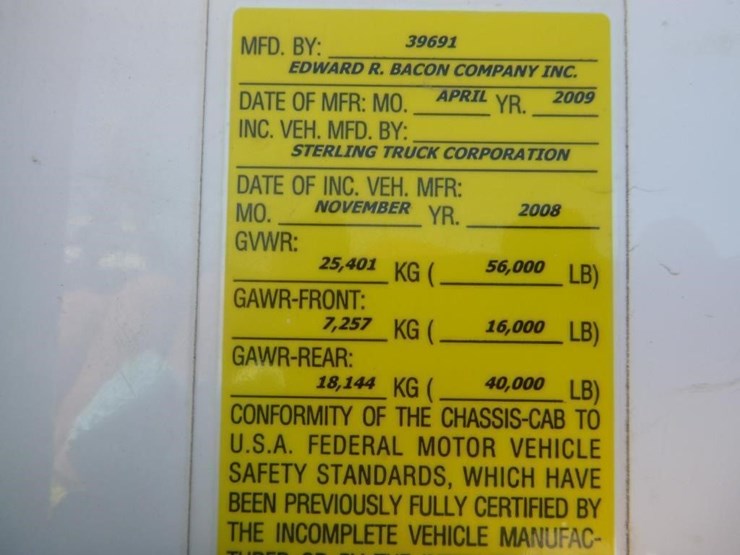 MFD. BY: 39691
EDWARD R. BACON COMPANY INC.
DATE OF MFR: MO. APRIL YR. 2009
INC. VEH. MFD. BY:
STERLING TRUCK CORPORATION
DATE OF INC. VEH. MFR:
MO. NOVEMBER YR. 2008
GVWR:
25,401 KG ( 56,000 LB)
GAWR-FRONT:
7,257 KG ( 16,000 LB)
GAWR-REAR:
18,144 KG ( 40,000 LB)
CONFORMITY OF THE CHASSIS-CAB TO
U.S.A. FEDERAL MOTOR VEHICLE
SAFETY STANDARDS, WHICH HAVE
BEEN PREVIOUSLY FULLY CERTIFIED BY
THE INCOMPLETE VEHICLE MANUFAC-